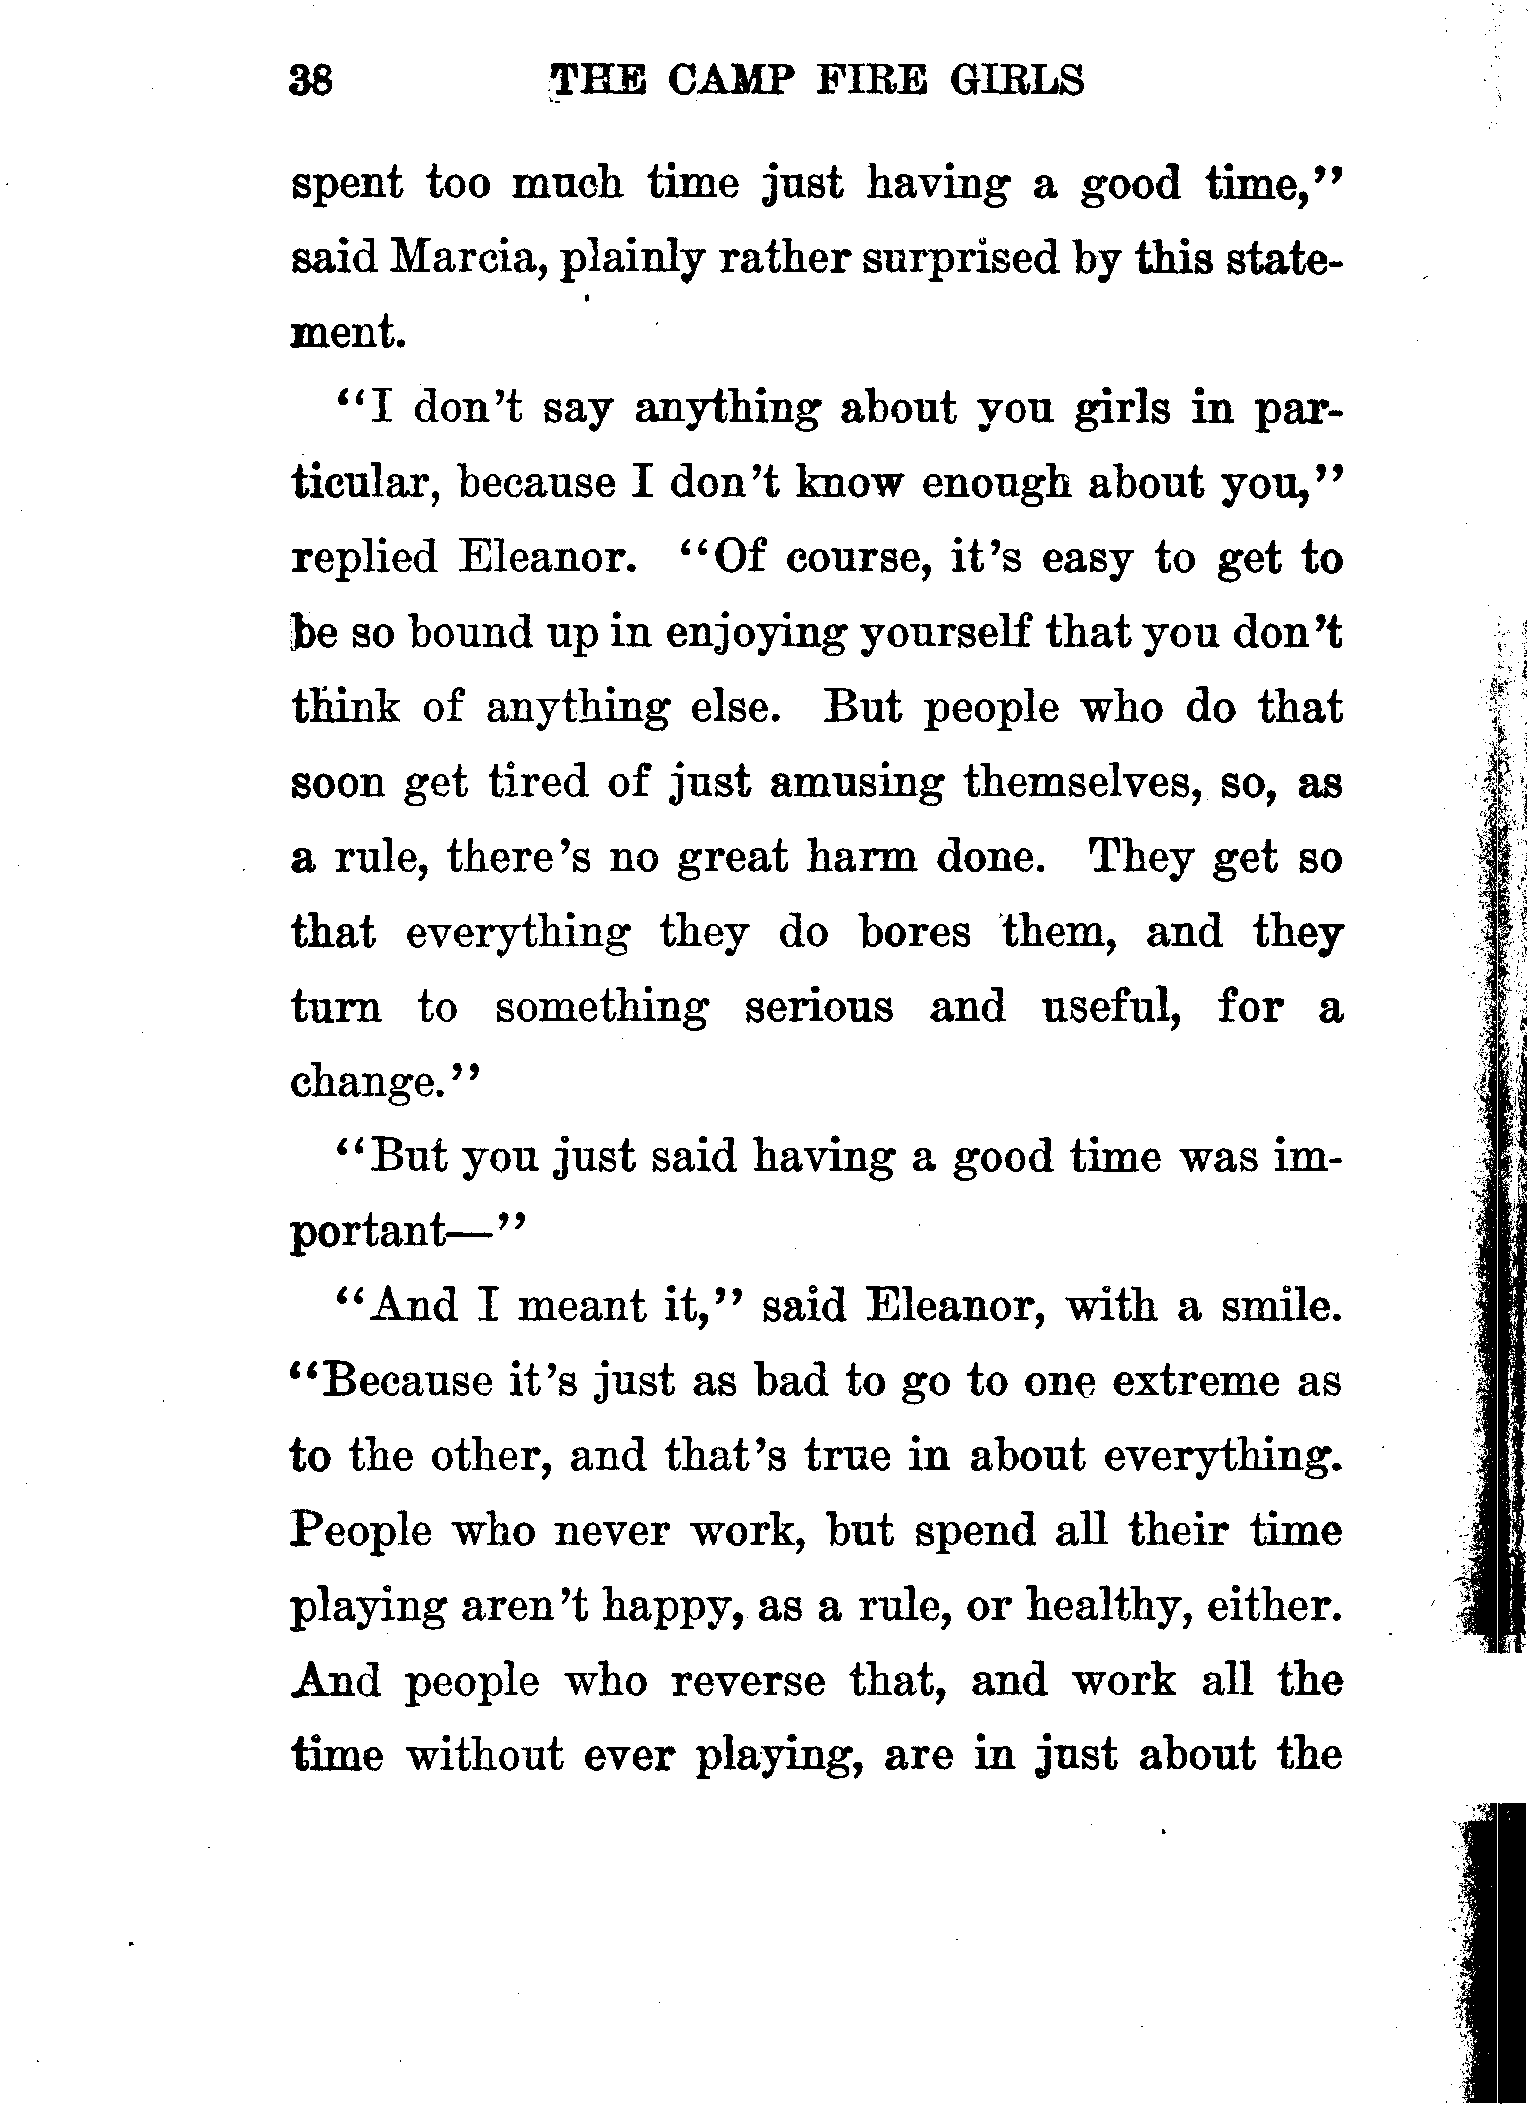 38 THE CAMP FIRE GIRLS
spent too much time just having a good time,"
said Marcia, plainly rather surprised by this state-
ment.
"I don't say anything about you girls in par-
ticular, because I don't know enough about you,"
replied Eleanor. "Of course, it's easy to get to
be so bound up in enjoying yourself that you don't
think of anything else. But people who do that
soon get tired of just amusing themselves, so, as
a rule, there's no great harm done. They get so
that everything they do bores them, and they
turn to something serious and useful, for a
change."
"But you just said having a good time was im-
portant—"
"And I meant it," said Eleanor, with a smile.
"Because it's just as bad to go to one extreme as
to the other, and that's true in about everything.
People who never work, but spend all their time
playing aren't happy, as a rule, or healthy, either.
And people who reverse that, and work all the
time without ever playing, are in just about the